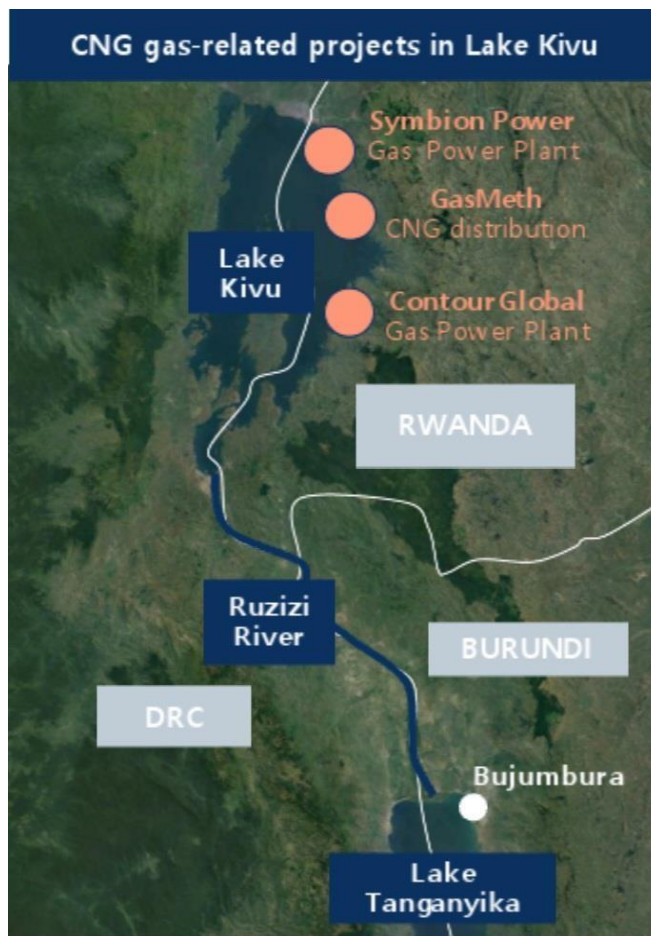 CNG gas-related projects in Lake Kivu
Symbion Power
Gas Power Plant
GasMeth
CNG distribution
Lake
Kivu
Contour Global
Gas Power Plant
RWANDA
Ruzizi
River
BURUNDI
DRC
Bujumbura
Lake
Tanganyika